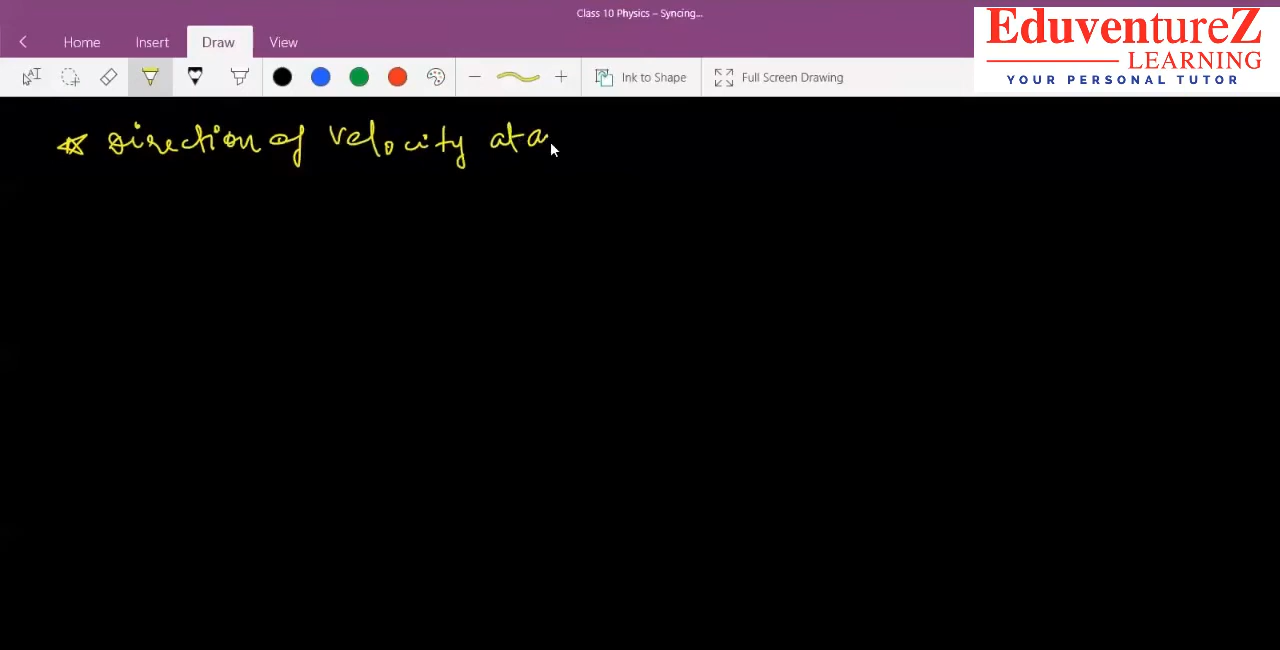 Class 10 Physics – Syncing...
EduventureZ
LEARNING
YOUR PERSONAL TUTOR
Home Insert Draw View
Ink to Shape Full Screen Drawing
Direction of velocity at a